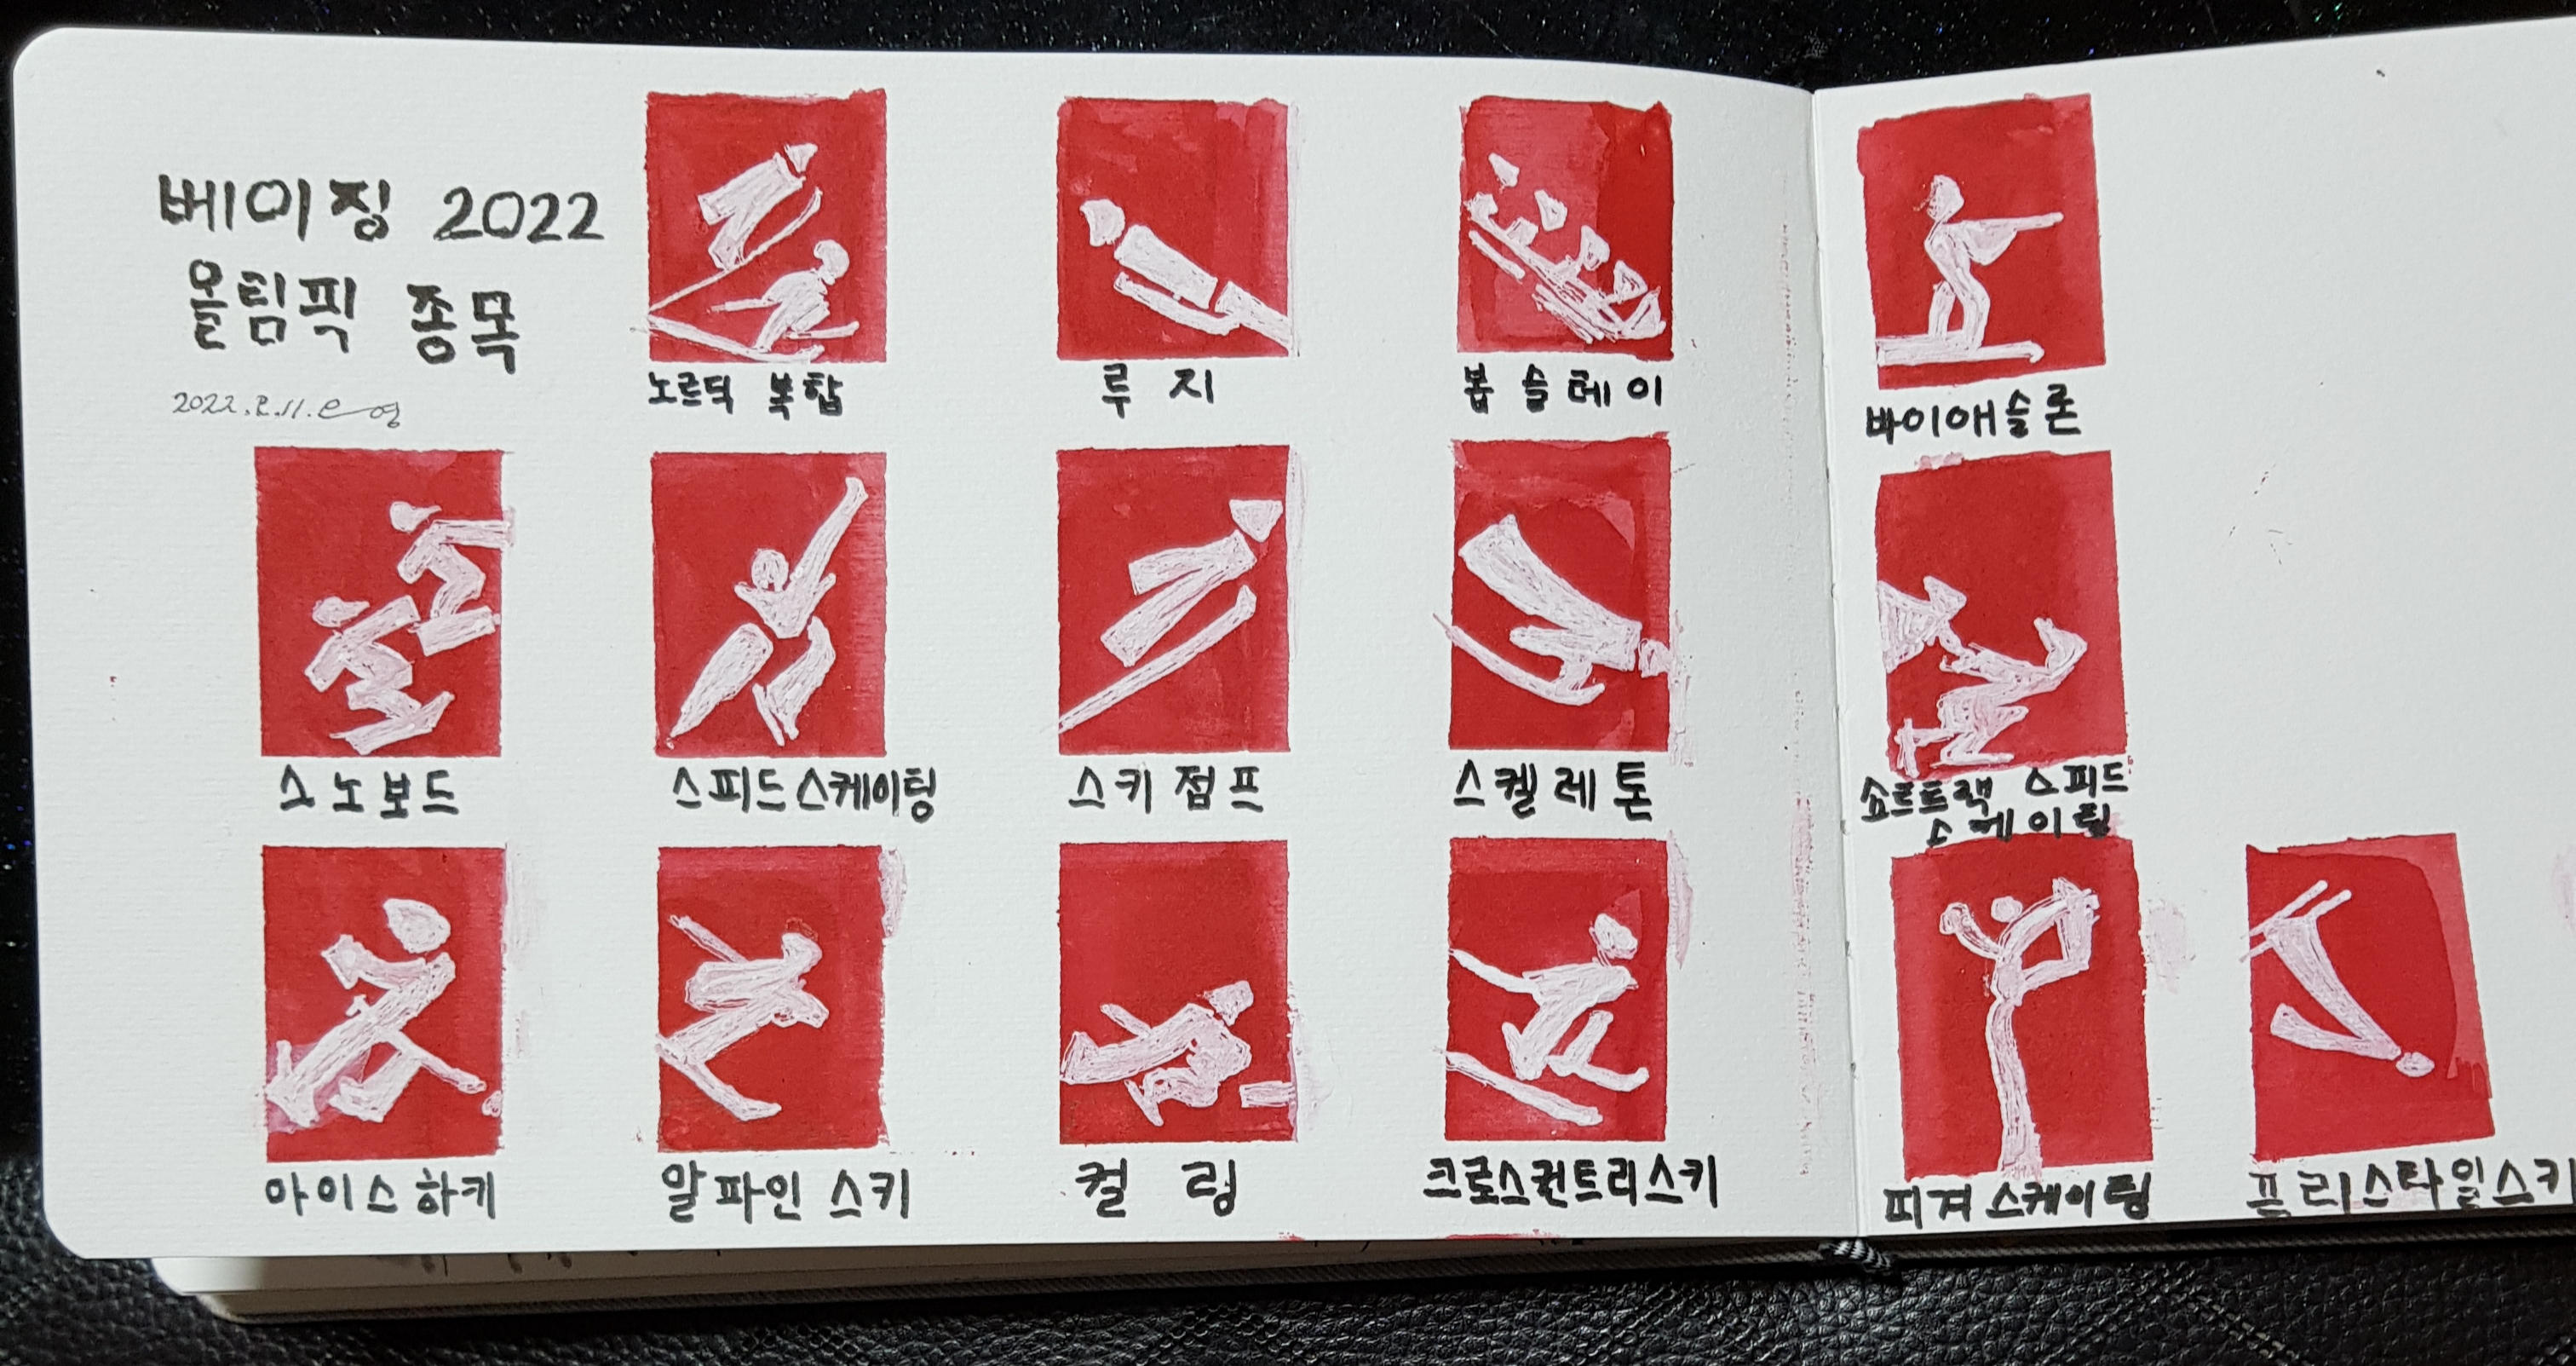 베이징 2022
올림픽 종목
2022.2.11.
노르딕 복합
루지
봅슬레이
바이애슬론
스노보드
스피드스케이팅
스키점프
스켈레톤
쇼트트랙 스피드
스케이팅
아이스하키
알파인 스키
컬링
크로스컨트리스키
피겨스케이팅
프리스타일스키